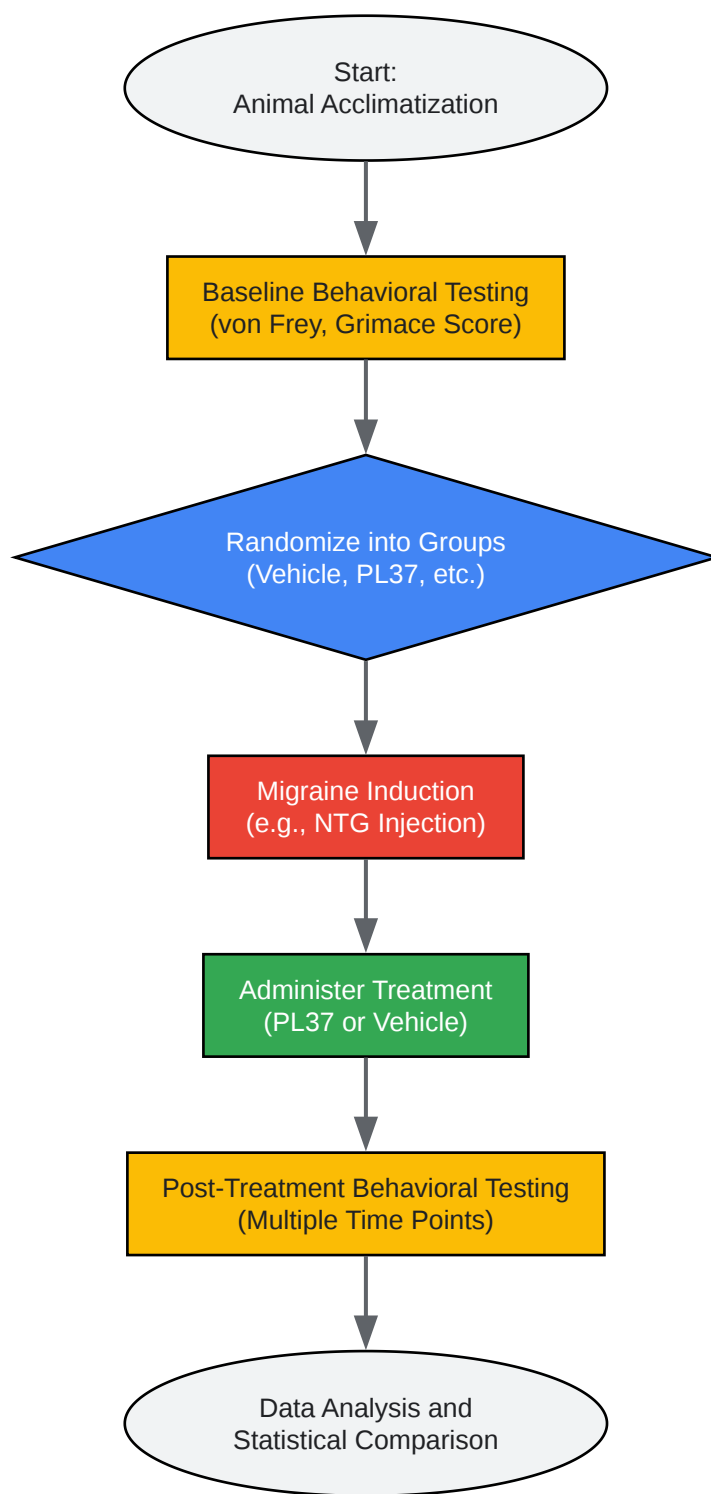 Start:
Animal Acclimatization
Baseline Behavioral Testing
(von Frey, Grimace Score)
Randomize into Groups
(Vehicle, PL37, etc.)
Migraine Induction
(e.g., NTG Injection)
Administer Treatment
(PL37 or Vehicle)
Post-Treatment Behavioral Testing
(Multiple Time Points)
Data Analysis and
Statistical Comparison